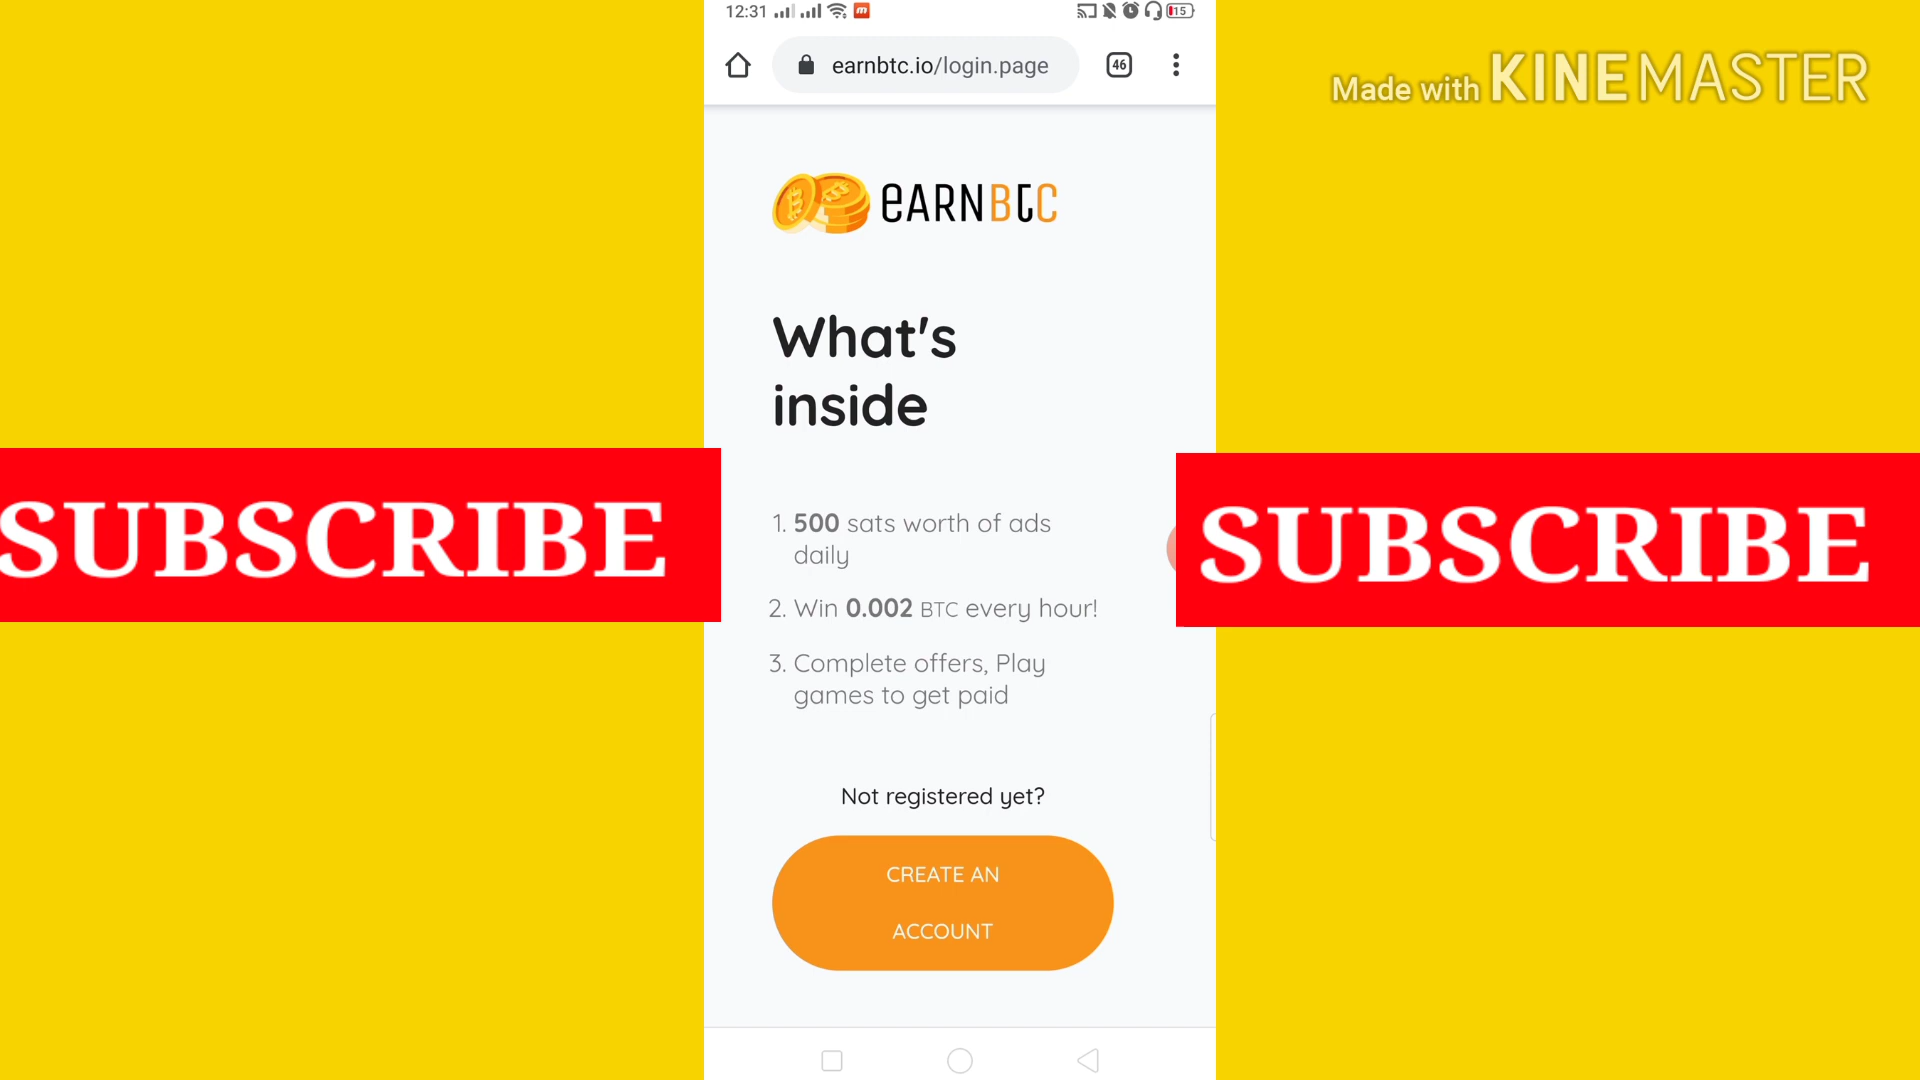 12:31
15
earnbtc.io/login.page
46
Made with KINEMASTER
eARNBtC
What's
inside
SUBSCRIBE
SUBSCRIBE
1. 500 sats worth of ads
daily
2. Win 0.002 BTC every hour!
3. Complete offers, Play
games to get paid
Not registered yet?
CREATE AN
ACCOUNT